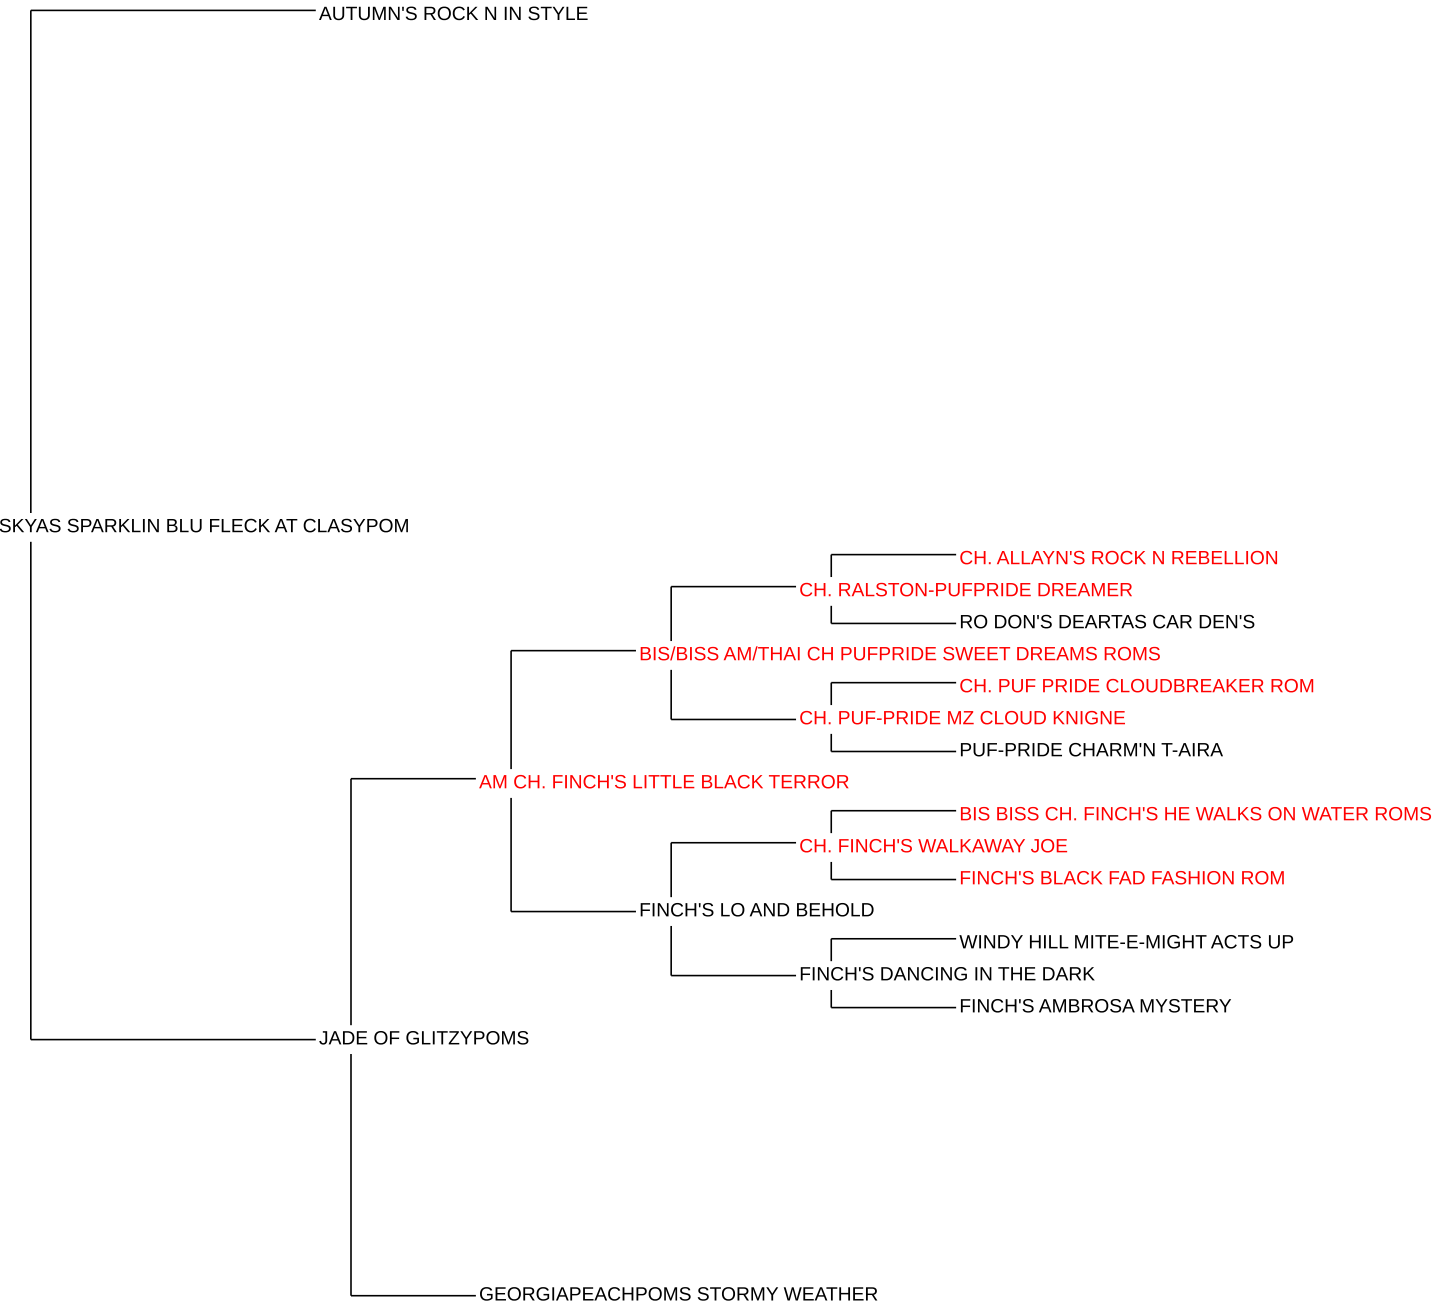 AUTUMN'S ROCK N IN STYLE
SKYAS SPARKLIN BLU FLECK AT CLASYPOM
CH. ALLAYN'S ROCK N REBELLION
CH. RALSTON-PUFPRIDE DREAMER
RO DON'S DEARTAS CAR DEN'S
BIS/BISS AM/THAI CH PUFPRIDE SWEET DREAMS ROMS
CH. PUF PRIDE CLOUDBREAKER ROM
CH. PUF-PRIDE MZ CLOUD KNIGNE
PUF-PRIDE CHARM'N T-AIRA
AM CH. FINCH'S LITTLE BLACK TERROR
BIS BISS CH. FINCH'S HE WALKS ON WATER ROMS
CH. FINCH'S WALKAWAY JOE
FINCH'S BLACK FAD FASHION ROM
FINCH'S LO AND BEHOLD
WINDY HILL MITE-E-MIGHT ACTS UP
FINCH'S DANCING IN THE DARK
FINCH'S AMBROSA MYSTERY
JADE OF GLITZYPOMS
GEORGIAPEACHPOMS STORMY WEATHER